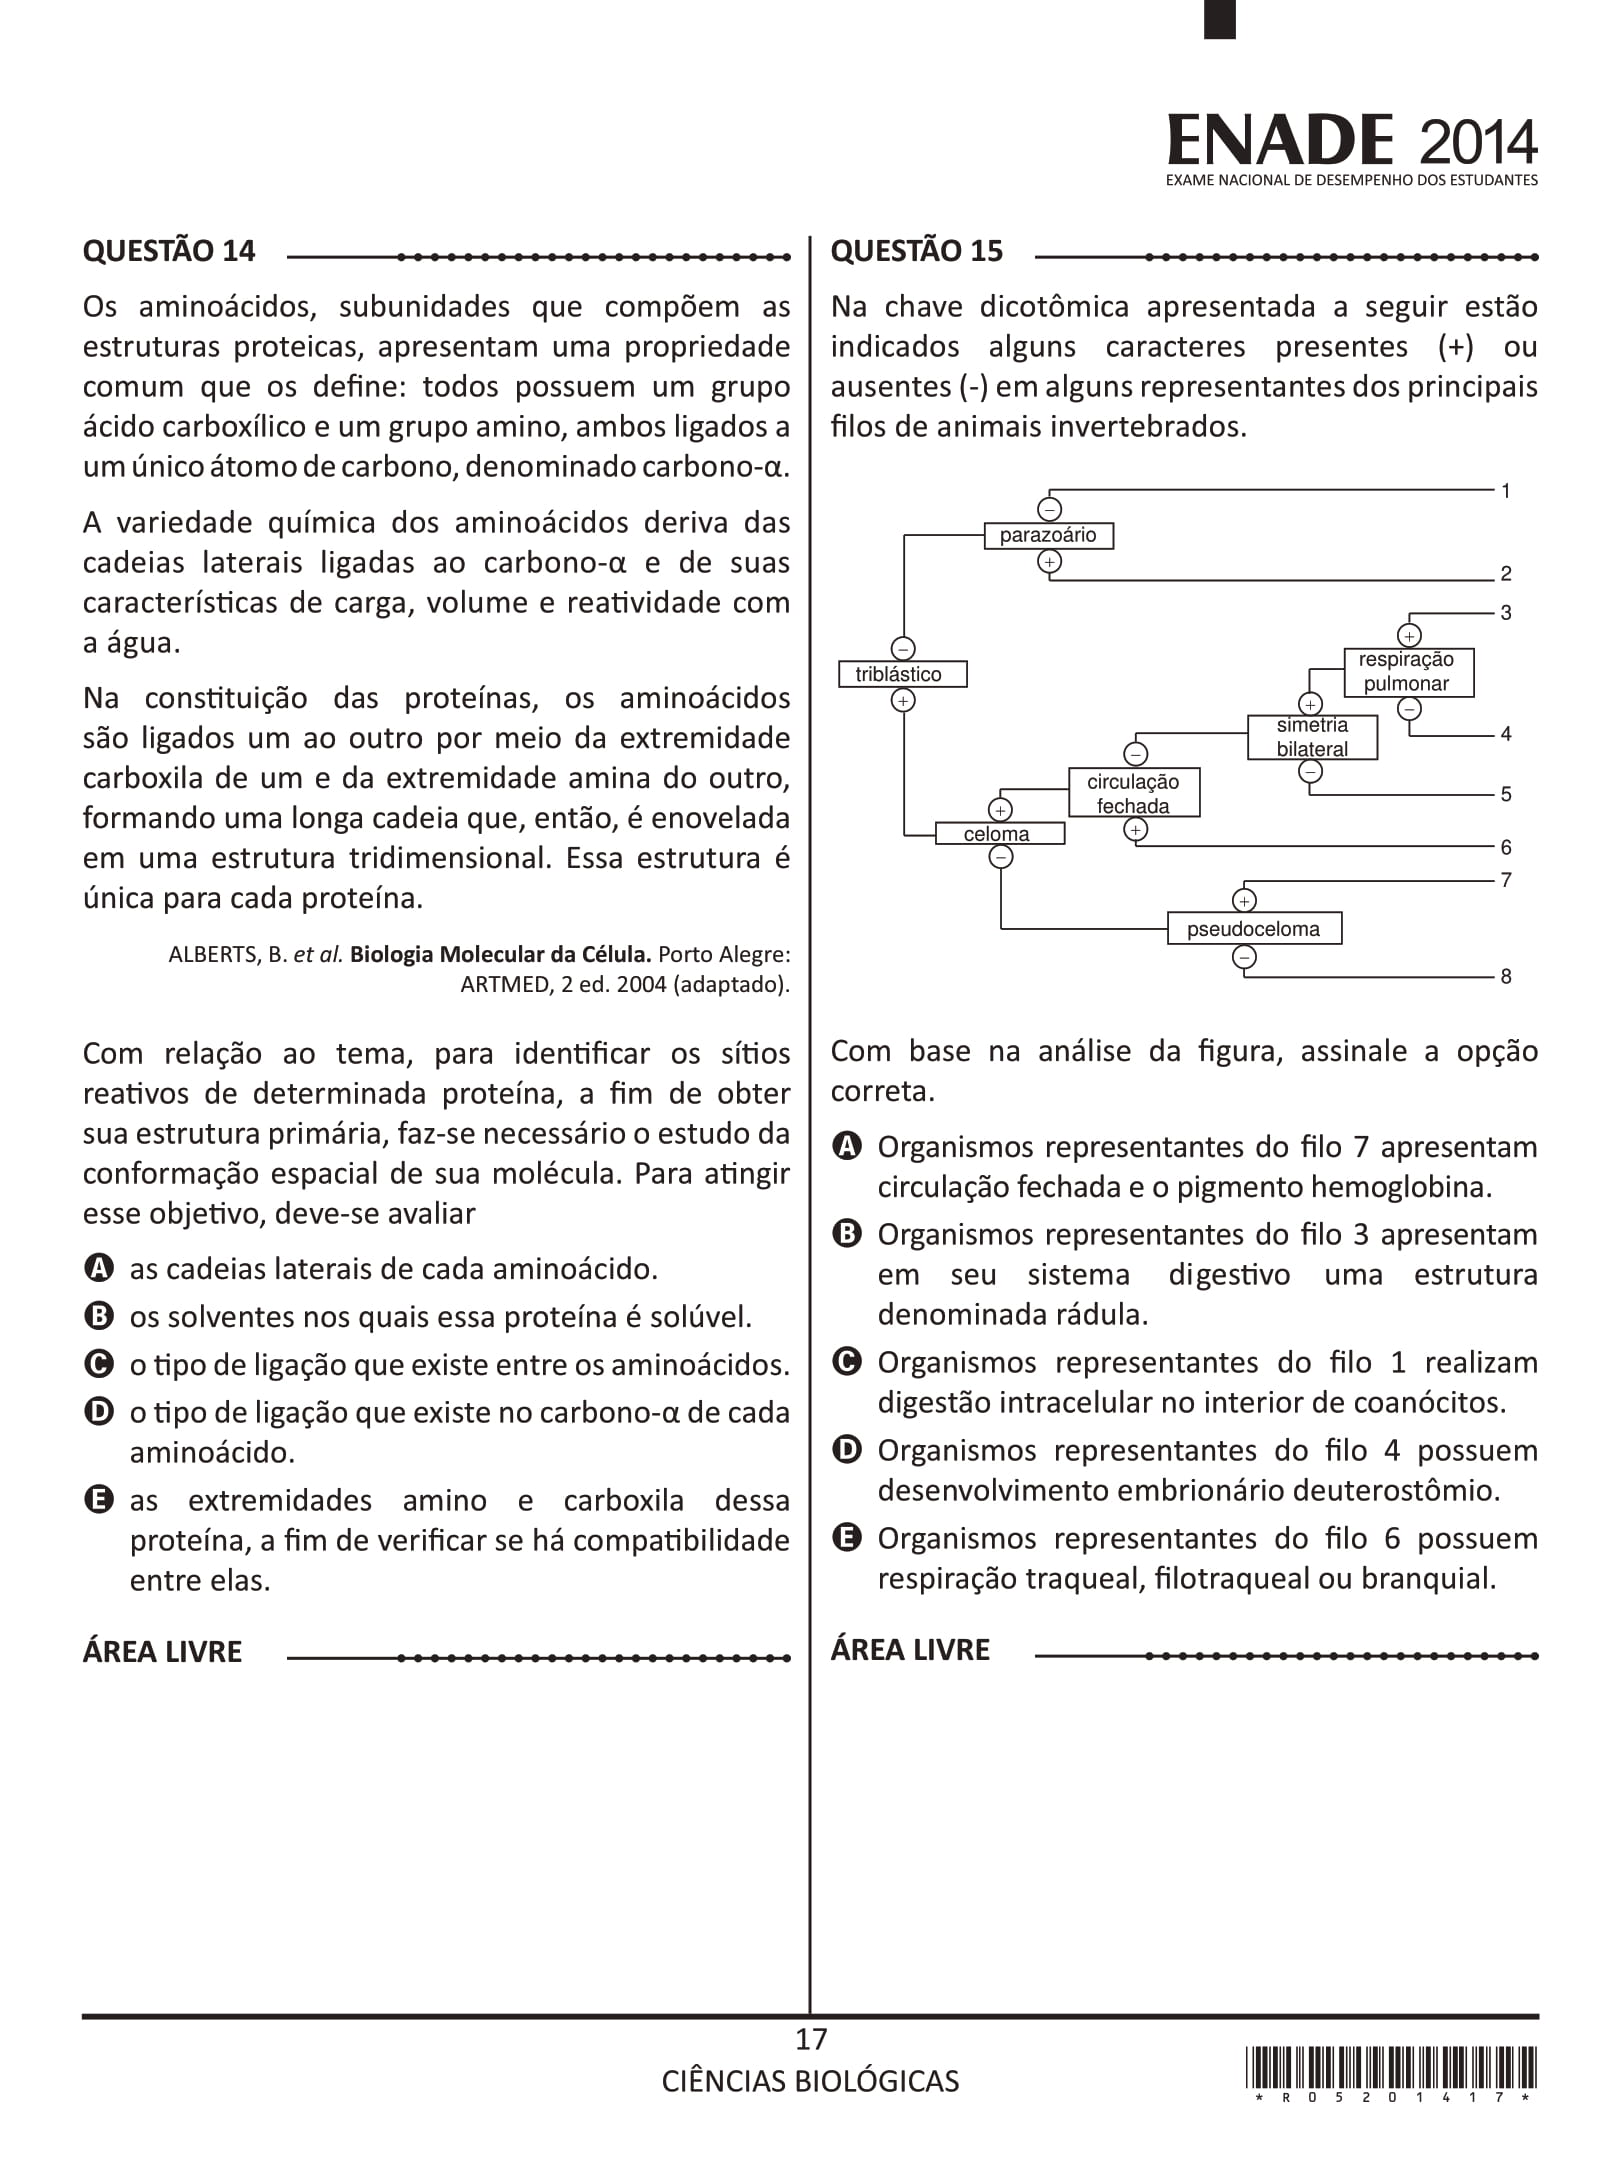 ENADE 2014
EXAME NACIONAL DE DESEMPENHO DOS ESTUDANTES
QUESTÃO 14
Os aminoácidos, subunidades que compõem as
estruturas proteicas, apresentam uma propriedade
comum que os define: todos possuem um grupo
ácido carboxílico e um grupo amino, ambos ligados a
um único átomo de carbono, denominado carbono-α.
A variedade química dos aminoácidos deriva das
cadeias laterais ligadas ao carbono-α e de suas
características de carga, volume e reatividade com
a água.
Na constituição das proteínas, os aminoácidos
são ligados um ao outro por meio da extremidade
carboxila de um e da extremidade amina do outro,
formando uma longa cadeia que, então, é enovelada
em uma estrutura tridimensional. Essa estrutura é
única para cada proteína.
ALBERTS, B. et al. Biologia Molecular da Célula. Porto Alegre:
ARTMED, 2 ed. 2004 (adaptado).
Com relação ao tema, para identificar os sítios
reativos de determinada proteína, a fim de obter
sua estrutura primária, faz-se necessário o estudo da
conformação espacial de sua molécula. Para atingir
esse objetivo, deve-se avaliar
A as cadeias laterais de cada aminoácido.
B os solventes nos quais essa proteína é solúvel.
C o tipo de ligação que existe entre os aminoácidos.
D o tipo de ligação que existe no carbono-α de cada
aminoácido.
E as extremidades amino e carboxila dessa
proteína, a fim de verificar se há compatibilidade
entre elas.
ÁREA LIVRE
QUESTÃO 15
Na chave dicotômica apresentada a seguir estão
indicados alguns caracteres presentes (+) ou
ausentes (-) em alguns representantes dos principais
filos de animais invertebrados.
1
−
parazoário
+
2
3
+
−
respiração
pulmonar
triblástico
+
+
−
simetria
bilateral
4
−
−
circulação
fechada
5
+
celoma
+
6
−
7
+
pseudoceloma
−
8
Com base na análise da figura, assinale a opção
correta.
A Organismos representantes do filo 7 apresentam
circulação fechada e o pigmento hemoglobina.
B Organismos representantes do filo 3 apresentam
em seu sistema digestivo uma estrutura
denominada rádula.
C Organismos representantes do filo 1 realizam
digestão intracelular no interior de coanócitos.
D Organismos representantes do filo 4 possuem
desenvolvimento embrionário deuterostômio.
E Organismos representantes do filo 6 possuem
respiração traqueal, filotraqueal ou branquial.
ÁREA LIVRE
17
CIÊNCIAS BIOLÓGICAS
*R05201417*